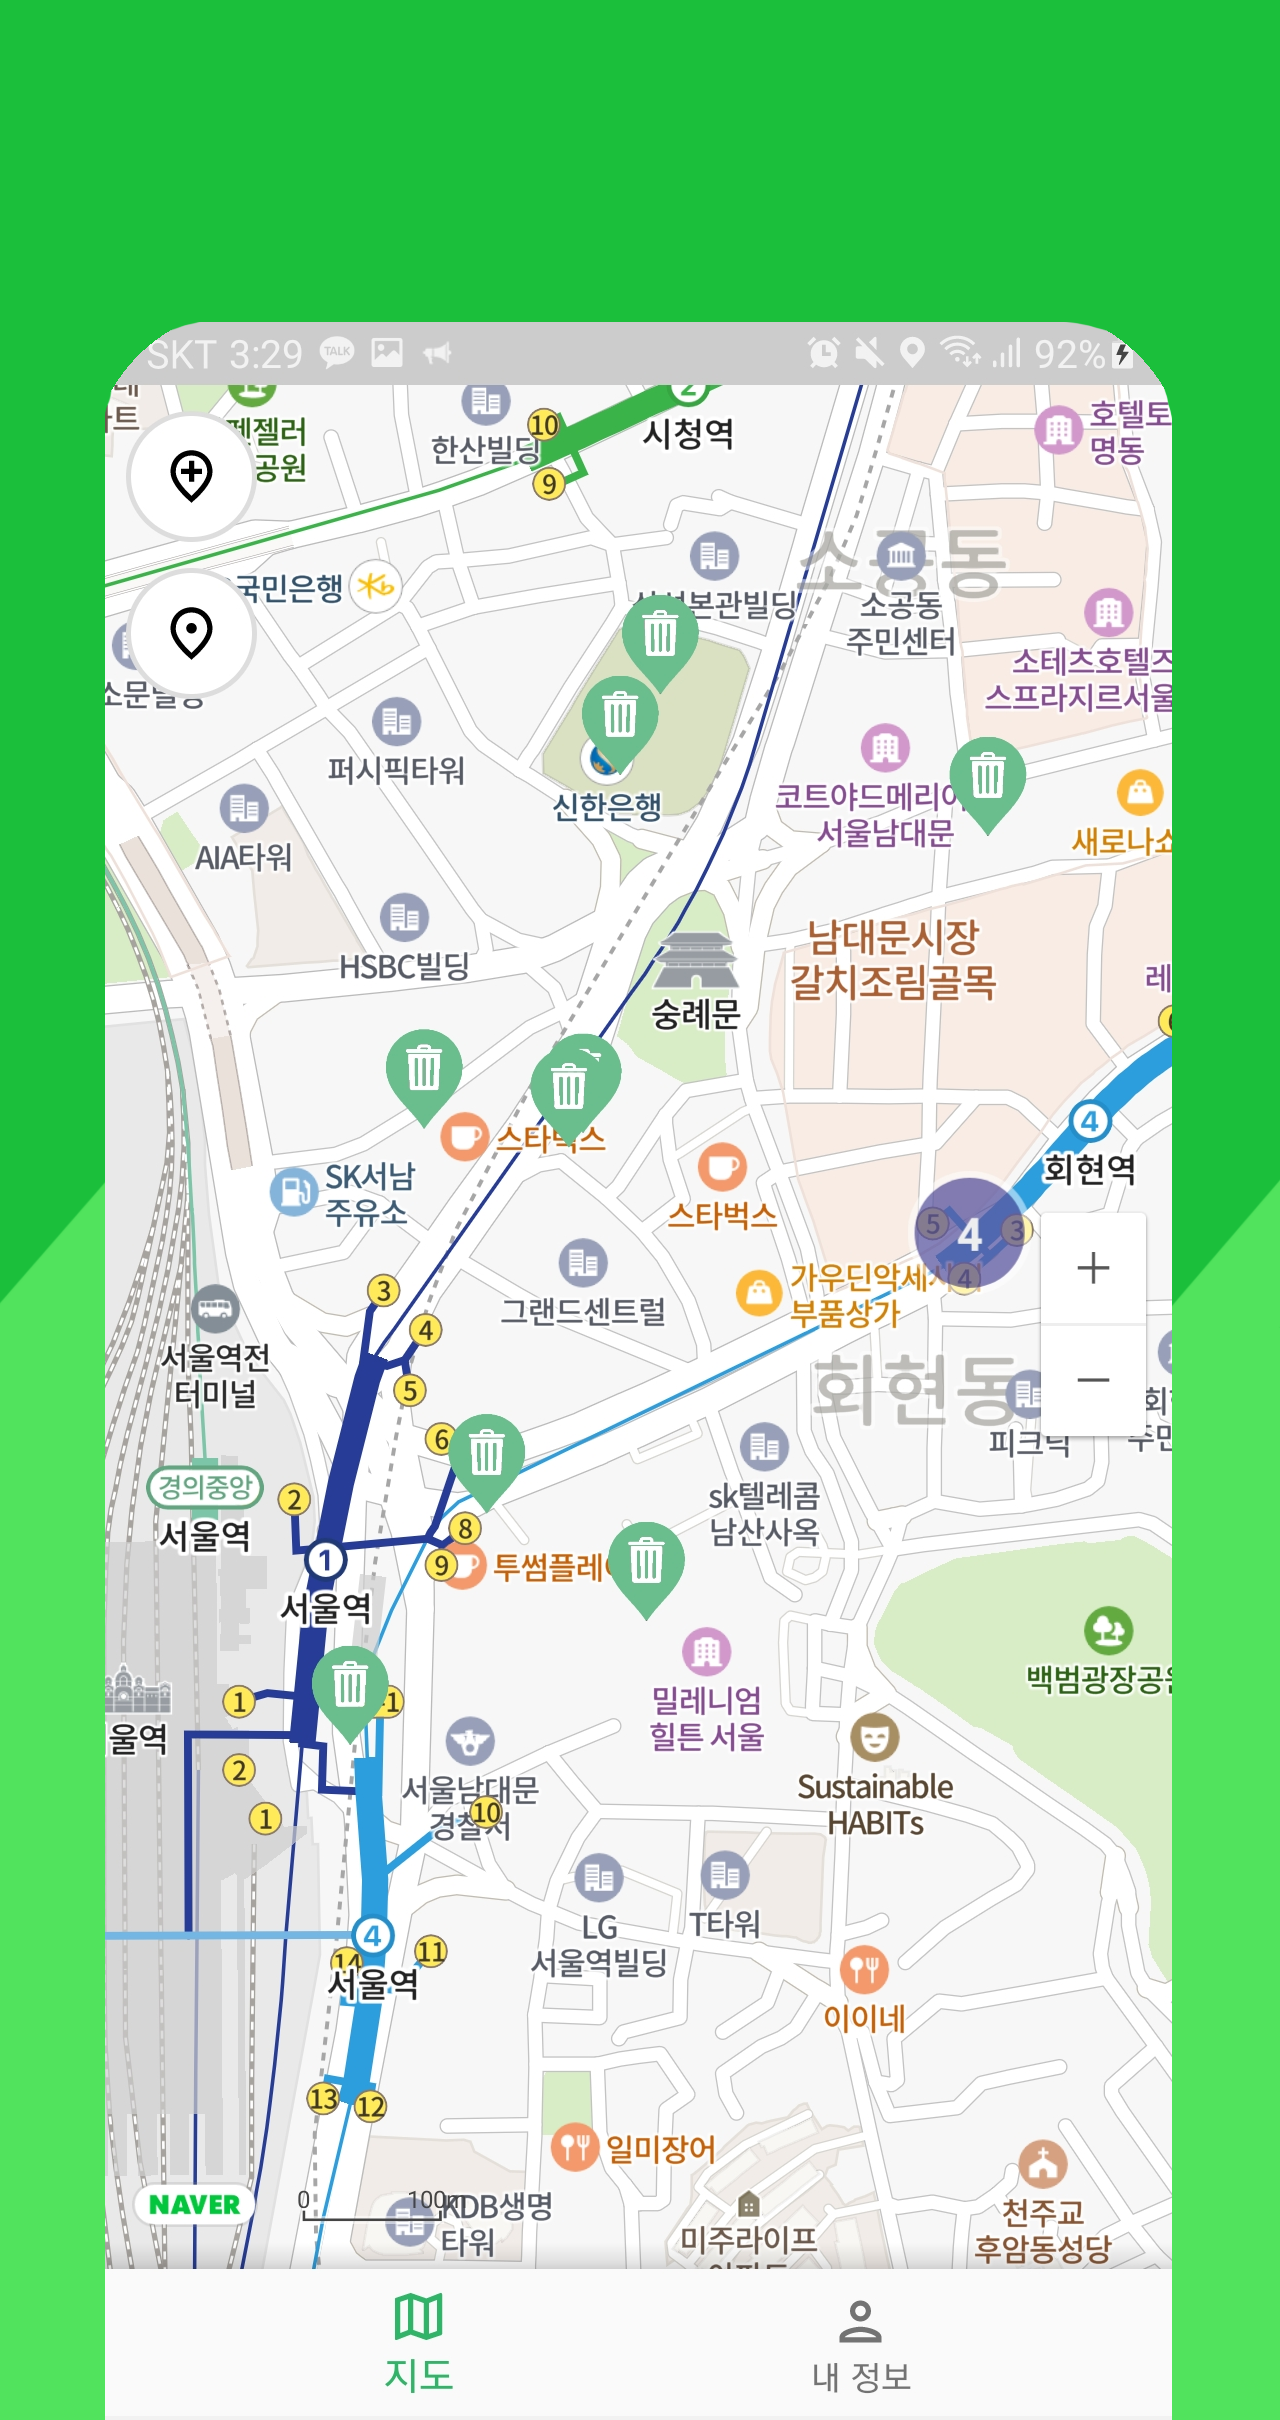 SKT 3:29
TALK
92%
2
시청역
10
9
한산빌딩
호텔토
명동
공원
국민은행
소공동
본관빌딩
소공동
주민센터
소테츠호텔즈
스프라지르서울
퍼시픽타워
신한은행
코트야드메리어
서울남대문
새로나쇼
AIA타워
HSBC빌딩
남대문시장
갈치조림골목
레
숭례문
스타벅스
4
회현역
SK서남
주유소
스타벅스
5
4
3
4
가우딘악세사리
부품상가
그랜드센트럴
3
4
5
서울역전
터미널
회현동
피크닉
6
sk텔레콤
남산사옥
경의중앙
서울역
2
8
9
투썸플레이
1
서울역
밀레니엄
힐튼 서울
백범광장공원
울역
1
2
1
서울남대문
경찰서
10
Sustainable
HABITs
LG
서울역빌딩
T타워
4
서울역
14
11
이이네
13
12
일미장어
NAVER
0
100m
KDB생명
타워
미주라이프
천주교
후암동성당
지도
내 정보